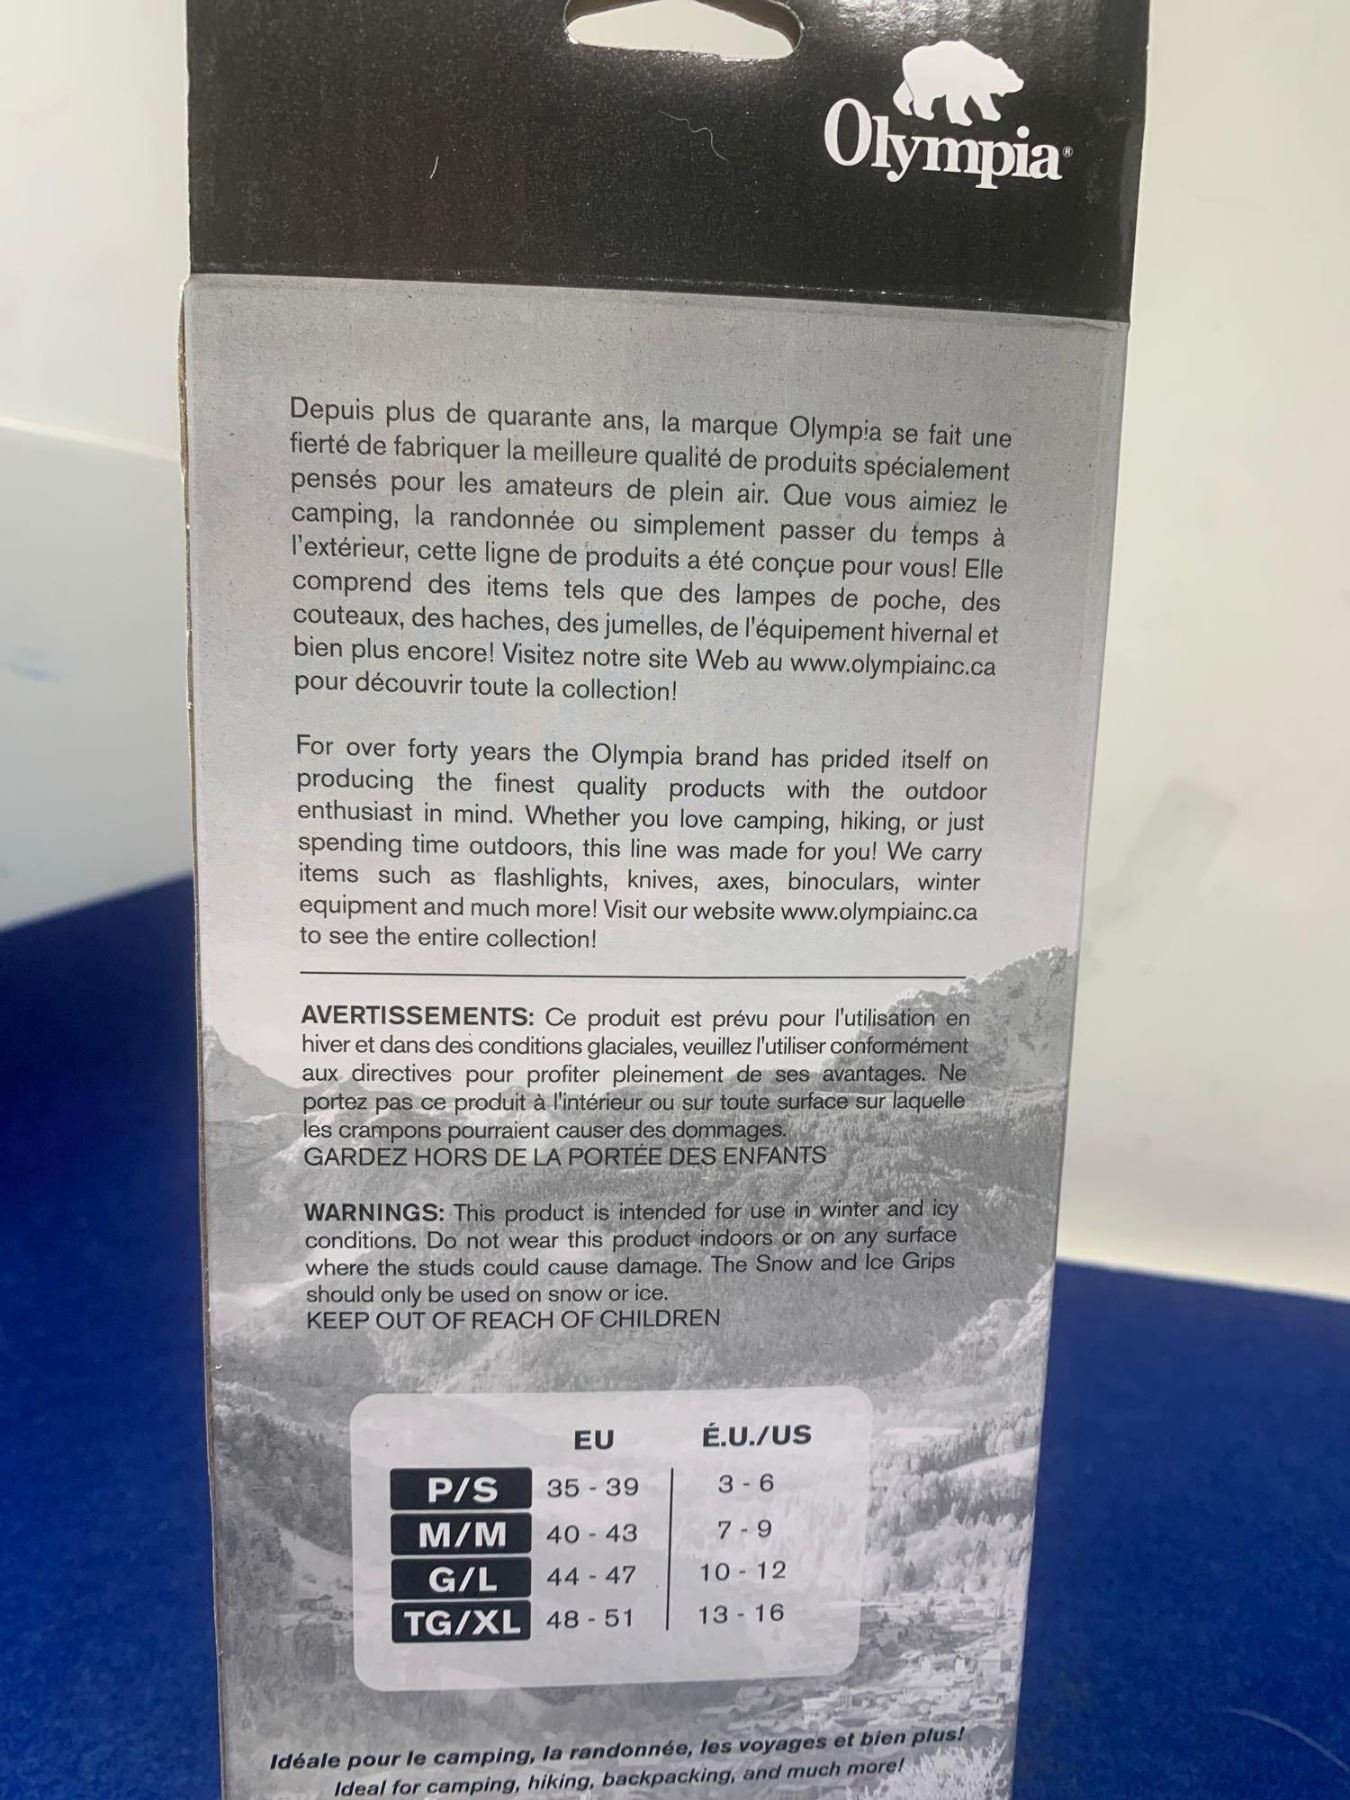 Olympia®
Depuis plus de quarante ans, la marque Olympia se fait une
fierté de fabriquer la meilleure qualité de produits spécialement
pensés pour les amateurs de plein air. Que vous aimiez le
camping, la randonnée ou simplement passer du temps à
l'extérieur, cette ligne de produits a été conçue pour vous! Elle
comprend des items tels que des lampes de poche, des
couteaux, des haches, des jumelles, de l'équipement hivernal et
bien plus encore! Visitez notre site Web au www.olympiainc.ca
pour découvrir toute la collection!
For over forty years the Olympia brand has prided itself on
producing the finest quality products with the outdoor
enthusiast in mind. Whether you love camping, hiking, or just
spending time outdoors, this line was made for you! We carry
items such as flashlights, knives, axes, binoculars, winter
equipment and much more! Visit our website www.olympiainc.ca
to see the entire collection!
AVERTISSEMENTS: Ce produit est prévu pour l'utilisation en
hiver et dans des conditions glaciales, veuillez l'utiliser conformément
aux directives pour profiter pleinement de ses avantages. Ne
portez pas ce produit à l'intérieur ou sur toute surface sur laquelle
les crampons pourraient causer des dommages.
GARDEZ HORS DE LA PORTÉE DES ENFANTS
WARNINGS: This product is intended for use in winter and icy
conditions. Do not wear this product indoors or on any surface
where the studs could cause damage. The Snow and Ice Grips
should only be used on snow or ice.
KEEP OUT OF REACH OF CHILDREN
EU É.U./US
P/S 35 - 39 3 - 6
M/M 40 - 43 7 - 9
G/L 44 - 47 10 - 12
TG/XL 48 - 51 13 - 16
Idéale pour le camping, la randonnée, les voyages et bien plus!
Ideal for camping, hiking, backpacking, and much more!